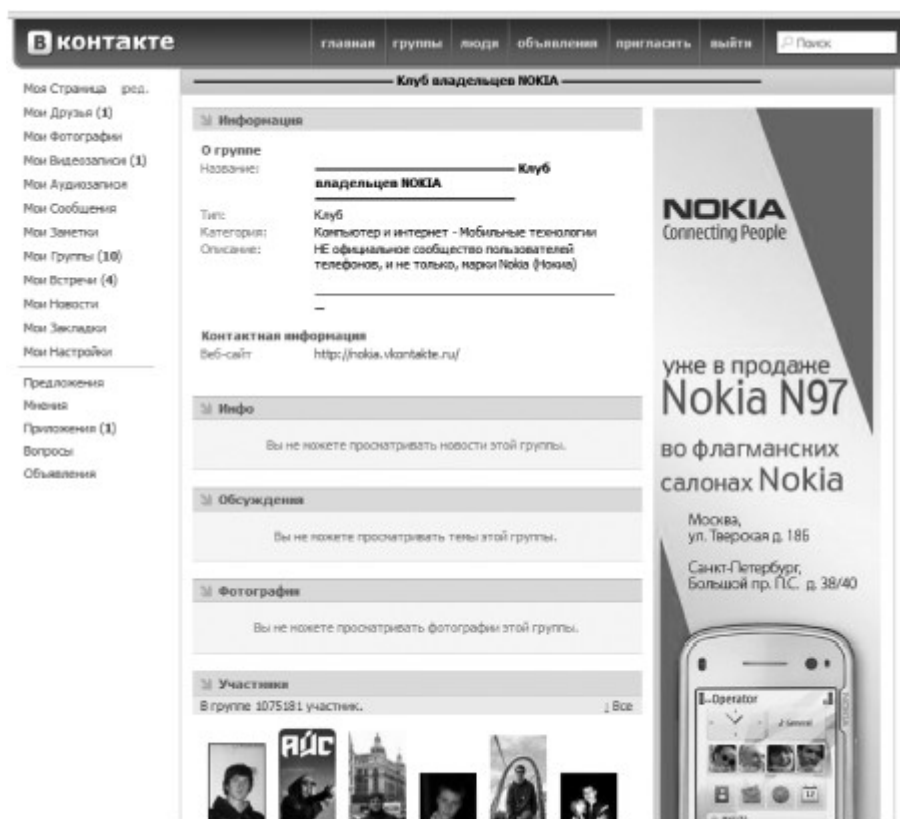 В контакте
главная группы люди объявления пригласить выйти Поиск
Клуб владельцев NOKIA
Моя Страница ред.
Мои Друзья (1)
Мои Фотографии
Мои Видеозаписи (1)
Мои Аудиозаписи
Мои Сообщения
Мои Заметки
Мои Группы (10)
Мои Встречи (4)
Мои Новости
Мои Закладки
Мои Настройки
Предложения
Мнения
Приложения (1)
Вопросы
Объявления
Информация
О группе
Название: Клуб
владельцев NOKIA
Тип: Клуб
Категория: Компьютер и интернет - Мобильные технологии
Описание: НЕ официальное сообщество пользователей
телефонов, и не только, марки Nokia (Нокиа)
Контактная информация
Веб-сайт http://nokia.vkontakte.ru/
Инфо
Вы не можете просматривать новости этой группы.
Обсуждения
Вы не можете просматривать темы этой группы.
Фотографии
Вы не можете просматривать фотографии этой группы.
Участники
В группе 1075181 участник. Все
АЙС
NOKIA
Connecting People
уже в продаже
Nokia N97
во флагманских
салонах Nokia
Москва,
ул. Тверская д. 18Б
Санкт-Петербург,
Большой пр. П.С. д. 38/40
Operator
General
NOKIA
12